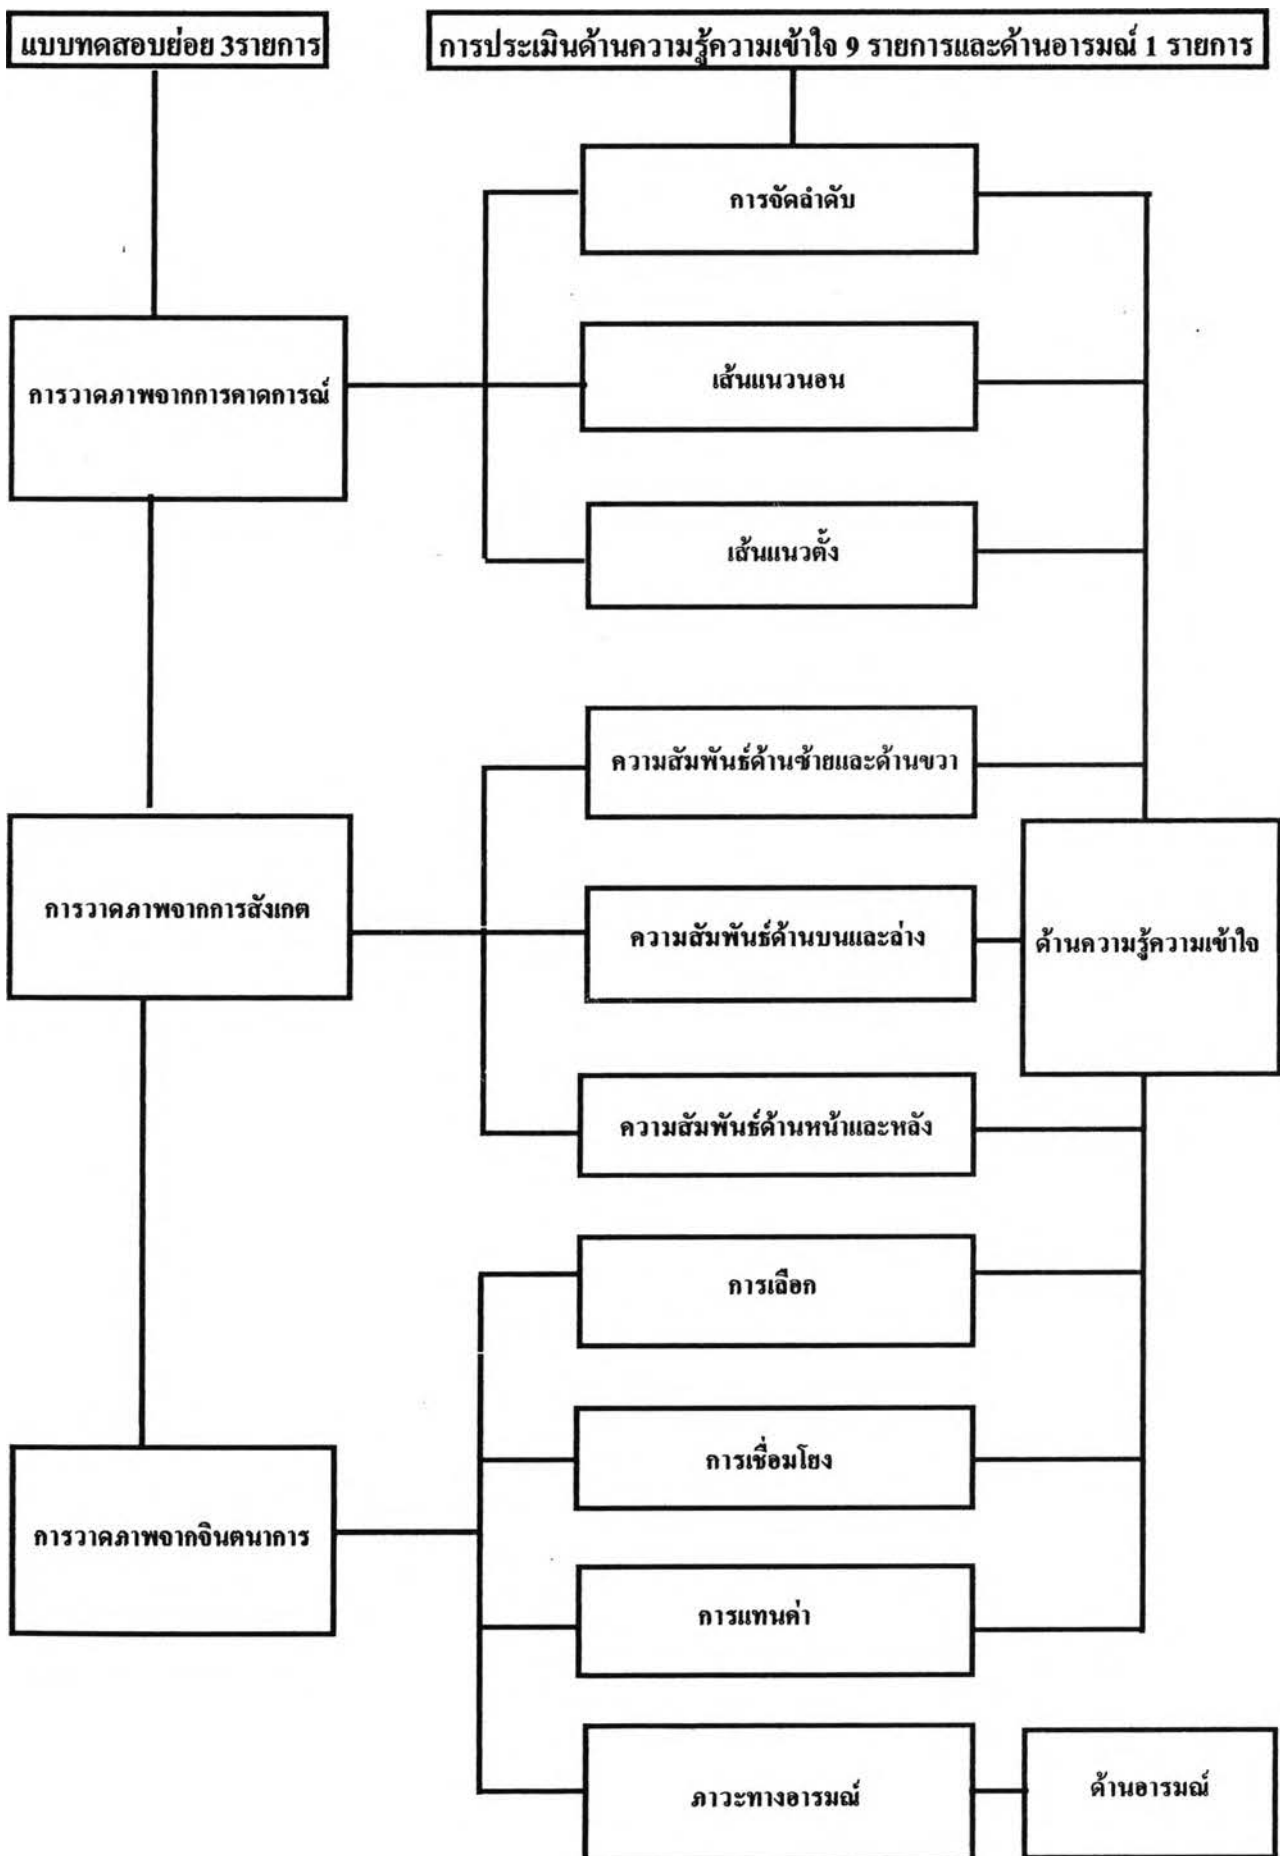 แบบทดสอบย่อย 3รายการ
การประเมินด้านความรู้ความเข้าใจ 9 รายการและด้านอารมณ์ 1 รายการ
การจัดลำดับ
เส้นแนวนอน
การวาดภาพจากการคาดการณ์
เส้นแนวตั้ง
ความสัมพันธ์ด้านซ้ายและด้านขวา
การวาดภาพจากการสังเกต
ความสัมพันธ์ด้านบนและล่าง
ด้านความรู้ความเข้าใจ
ความสัมพันธ์ด้านหน้าและหลัง
การเลือก
การเชื่อมโยง
การวาดภาพจากจินตนาการ
การแทนค่า
ภาวะทางอารมณ์
ด้านอารมณ์